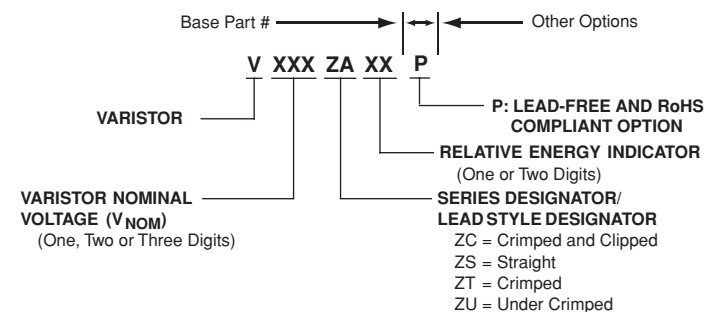 Base Part #
Other Options
V XXX ZA XX P
VARISTOR
P: LEAD-FREE AND RoHS
COMPLIANT OPTION
RELATIVE ENERGY INDICATOR
(One or Two Digits)
VARISTOR NOMINAL
VOLTAGE (VNOM)
(One, Two or Three Digits)
SERIES DESIGNATOR/
LEAD STYLE DESIGNATOR
ZC = Crimped and Clipped
ZS = Straight
ZT = Crimped
ZU = Under Crimped